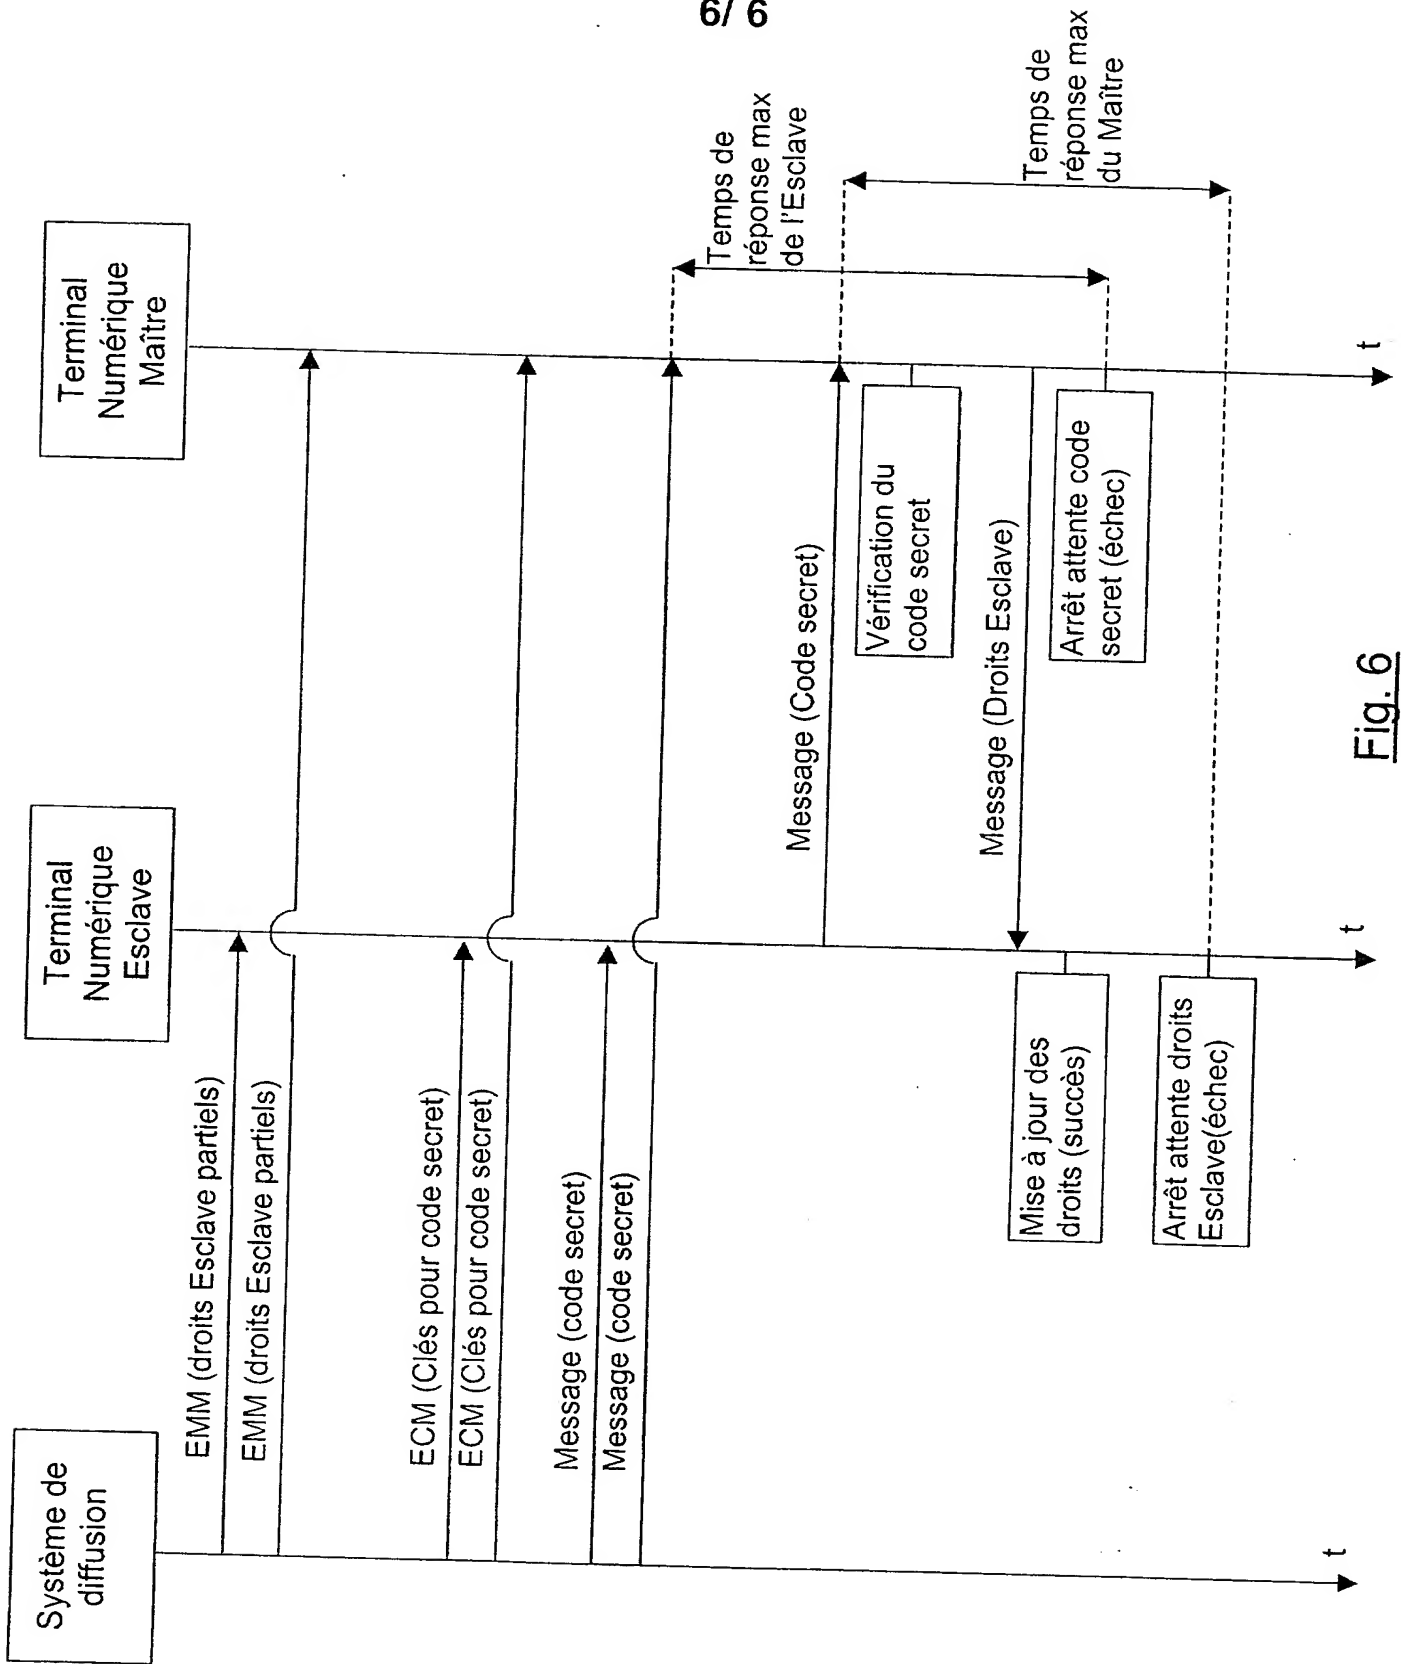 6/ 6
Système de
diffusion
Terminal
Numérique
Esclave
Terminal
Numérique
Maître
EMM (droits Esclave partiels)
EMM (droits Esclave partiels)
ECM (Clés pour code secret)
ECM (Clés pour code secret)
Message (code secret)
Message (code secret)
Temps de
réponse max
de l'Esclave
Message (Code secret)
Temps de
réponse max
du Maître
Vérification du
code secret
Message (Droits Esclave)
Mise à jour des
droits (succès)
Arrêt attente code
secret (échec)
Arrêt attente droits
Esclave(échec)
t
t
t
Fig. 6